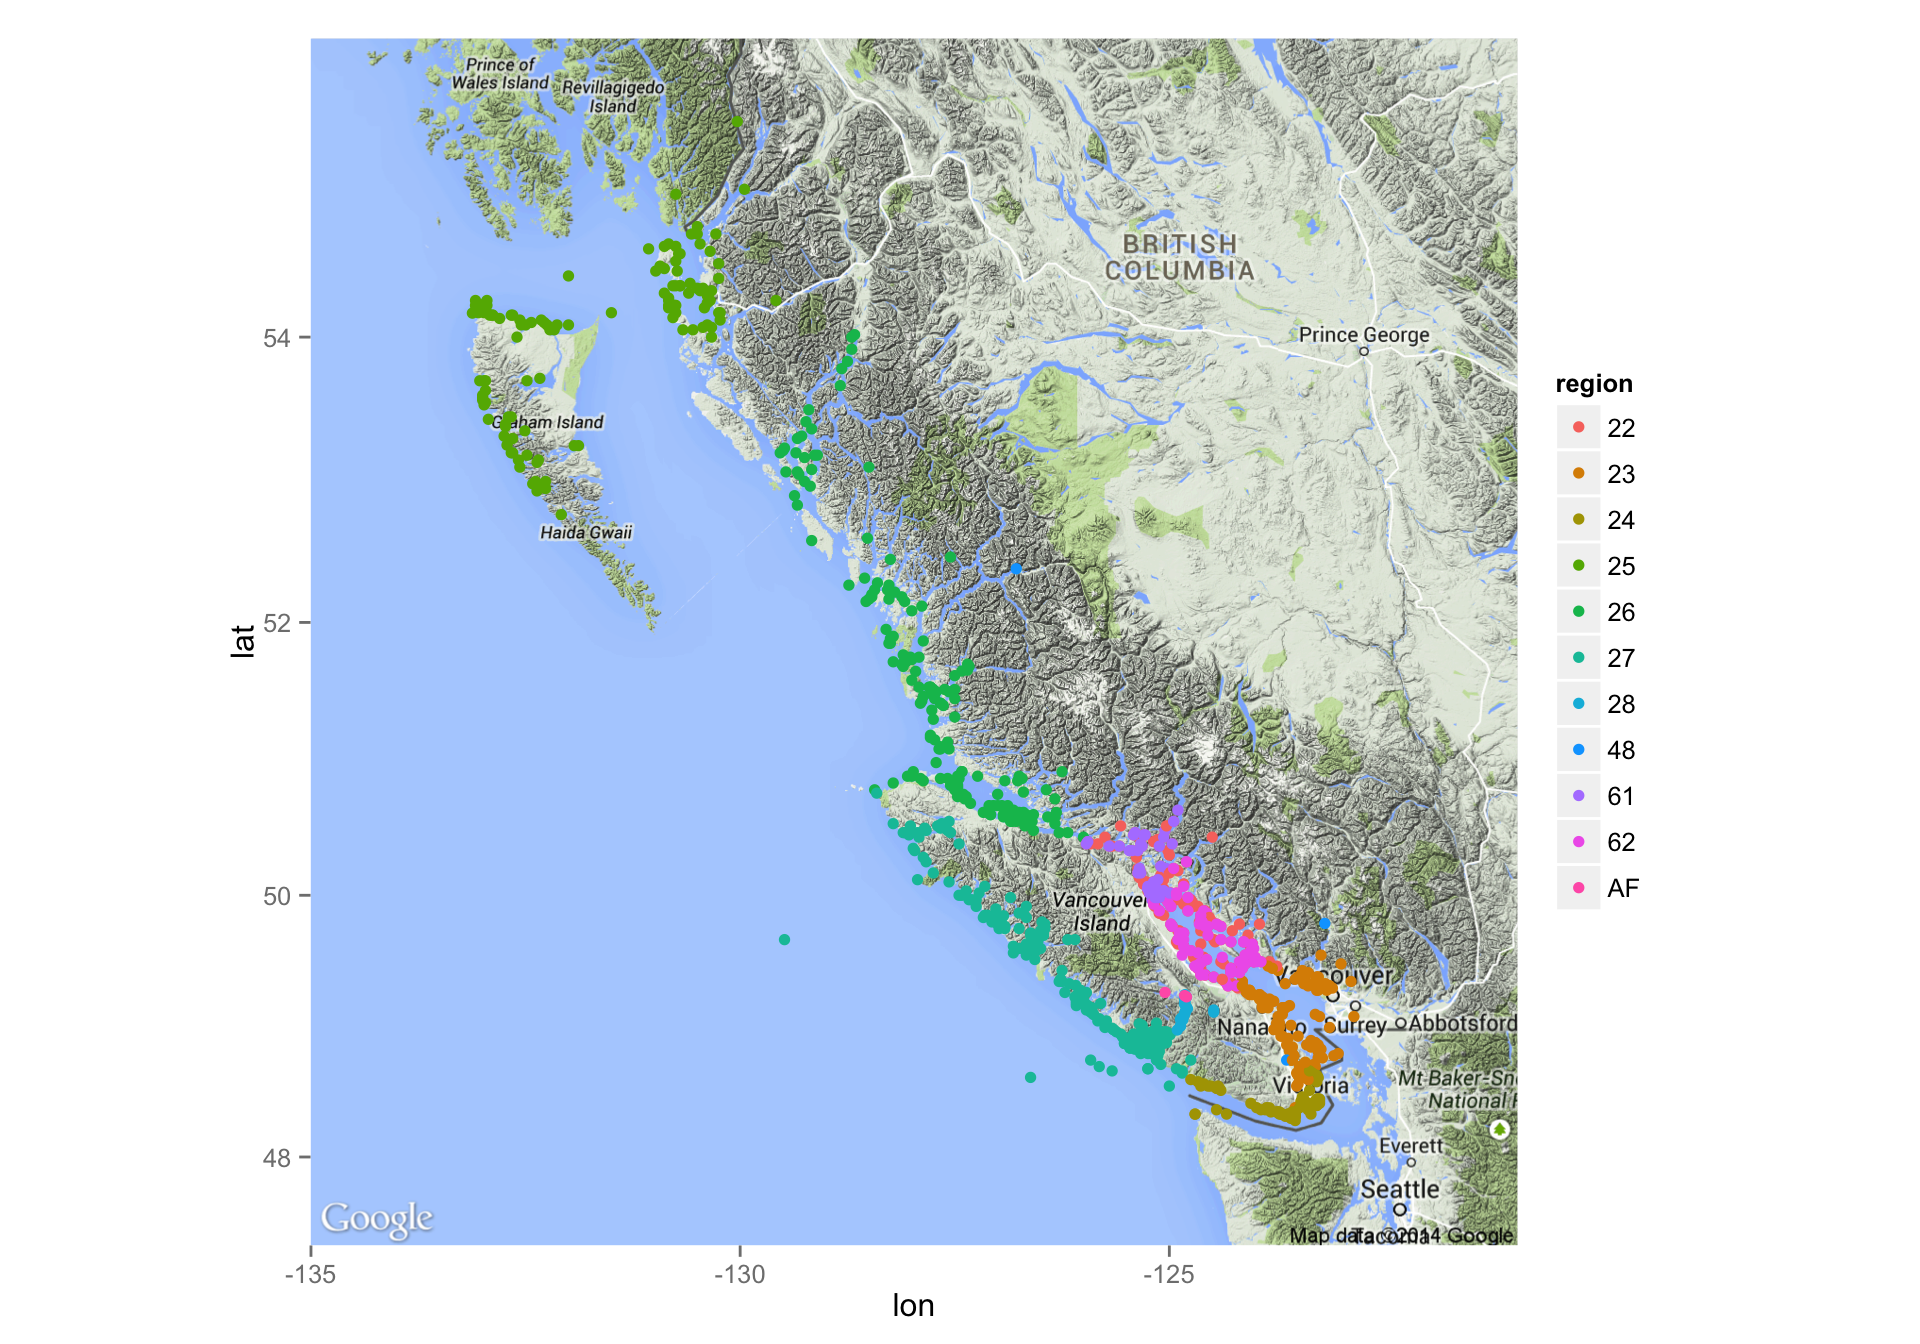 Prince of
Wales Island
Revillagigedo
Island
BRITISH
COLUMBIA
Prince George
Graham Island
Haida Gwaii
Vancouver
Island
Vancouver
Nanaimo
Surrey
Abbotsford
Victoria
Mt Baker-Sn
National F
Everett
Seattle
Tacoma
Map data ©2014 Google
Google
54
52
50
48
lat
-135
-130
-125
lon
region
22
23
24
25
26
27
28
48
61
62
AF